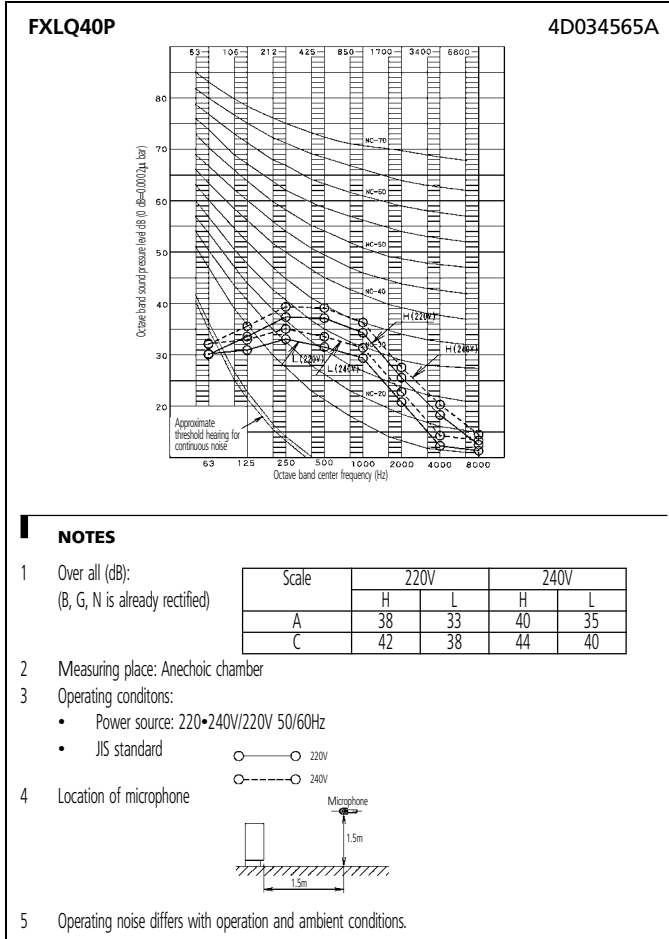 FXLQ40P 4D034565A
53 106 212 425 850 1700 3400 6800
80
70
60
50
40
30
20
NC-70
NC-60
NC-50
NC-40
NC-20
H(220V)
H(240V)
L(220V)
L(240V)
Octave band sound pressure level dB (0 dB=0.0002µ bar)
Approximate
threshold hearing for
continuous noise
63 125 250 500 1000 2000 4000 8000
Octave band center frequency (Hz)
NOTES
1 Over all (dB):
(B, G, N is already rectified)
Scale 220V 240V
H L H L
A 38 33 40 35
C 42 38 44 40
2 Measuring place: Anechoic chamber
3 Operating conditons:
• Power source: 220•240V/220V 50/60Hz
• JIS standard
220V
240V
4 Location of microphone
Microphone
1.5m
1.5m
5 Operating noise differs with operation and ambient conditions.